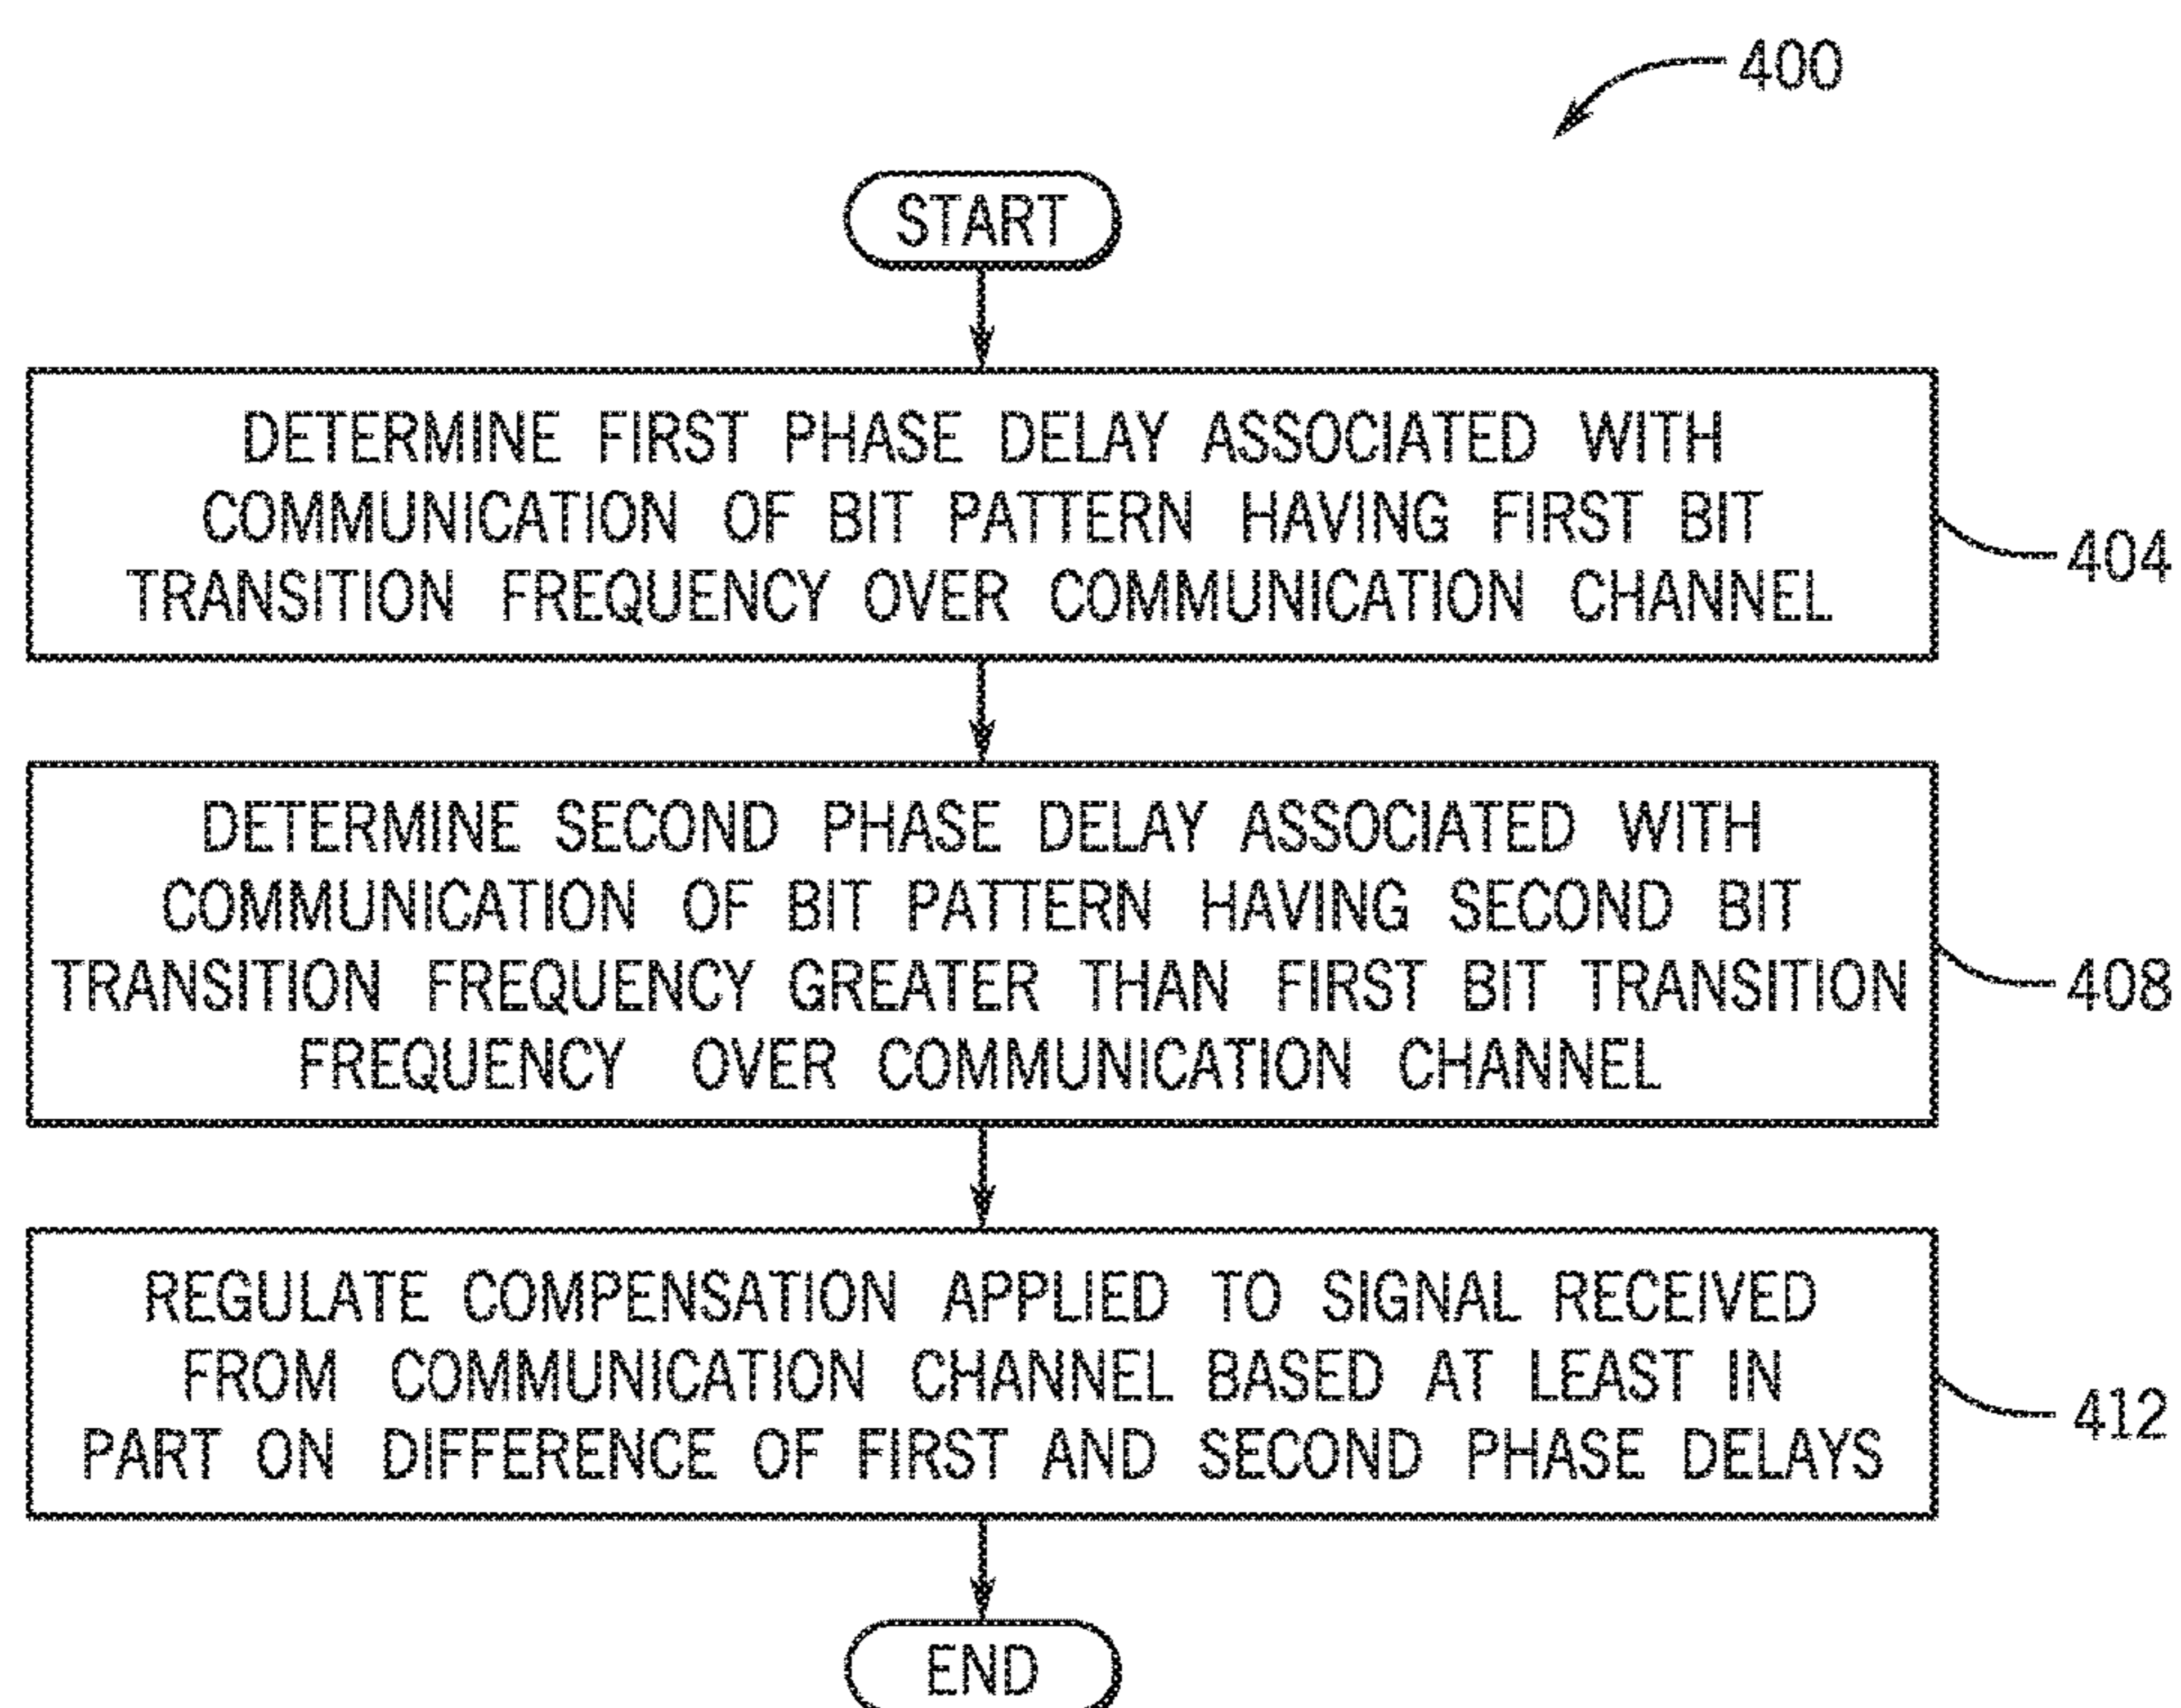 400
START
DETERMINE FIRST PHASE DELAY ASSOCIATED WITH
COMMUNICATION OF BIT PATTERN HAVING FIRST BIT
TRANSITION FREQUENCY OVER COMMUNICATION CHANNEL
404
DETERMINE SECOND PHASE DELAY ASSOCIATED WITH
COMMUNICATION OF BIT PATTERN HAVING SECOND BIT
TRANSITION FREQUENCY GREATER THAN FIRST BIT TRANSITION
FREQUENCY OVER COMMUNICATION CHANNEL
408
REGULATE COMPENSATION APPLIED TO SIGNAL RECEIVED
FROM COMMUNICATION CHANNEL BASED AT LEAST IN
PART ON DIFFERENCE OF FIRST AND SECOND PHASE DELAYS
412
END